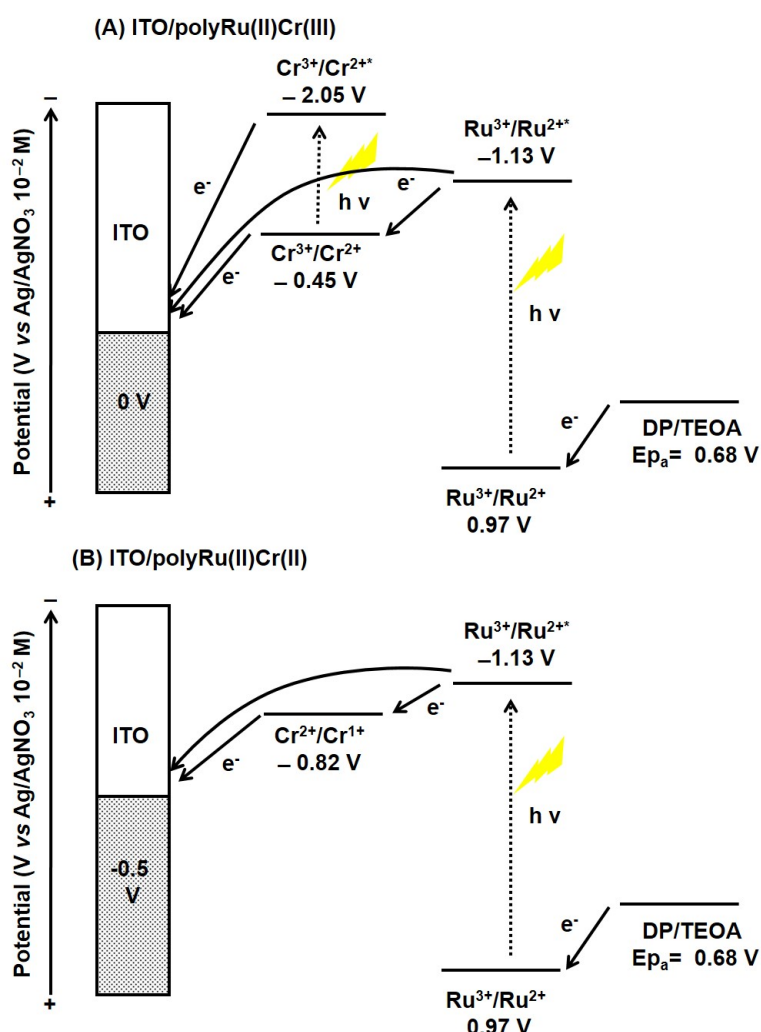 (A) ITO/polyRu(II)Cr(III)
Cr³⁺/Cr²⁺*
– 2.05 V
Ru³⁺/Ru²⁺*
–1.13 V
–
Potential (V vs Ag/AgNO₃ 10⁻² M)
+
ITO
e⁻
h ν
e⁻
Cr³⁺/Cr²⁺
– 0.45 V
e⁻
h ν
0 V
e⁻
DP/TEOA
Epₐ= 0.68 V
Ru³⁺/Ru²⁺
0.97 V
(B) ITO/polyRu(II)Cr(II)
–
Potential (V vs Ag/AgNO₃ 10⁻² M)
+
Ru³⁺/Ru²⁺*
–1.13 V
ITO
e⁻
Cr²⁺/Cr¹⁺
– 0.82 V
e⁻
h ν
-0.5
V
e⁻
DP/TEOA
Epₐ= 0.68 V
Ru³⁺/Ru²⁺
0.97 V